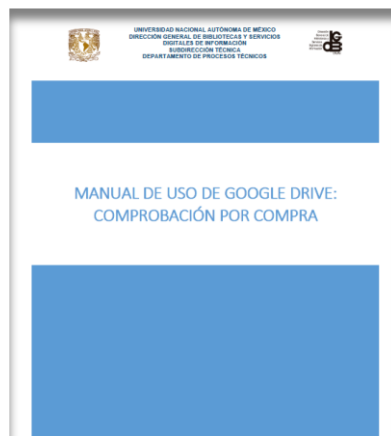 UNIVERSIDAD NACIONAL AUTÓNOMA DE MÉXICO
DIRECCIÓN GENERAL DE BIBLIOTECAS Y SERVICIOS
DIGITALES DE INFORMACIÓN
SUBDIRECCIÓN TÉCNICA
DEPARTAMENTO DE PROCESOS TÉCNICOS
MANUAL DE USO DE GOOGLE DRIVE:
COMPROBACIÓN POR COMPRA